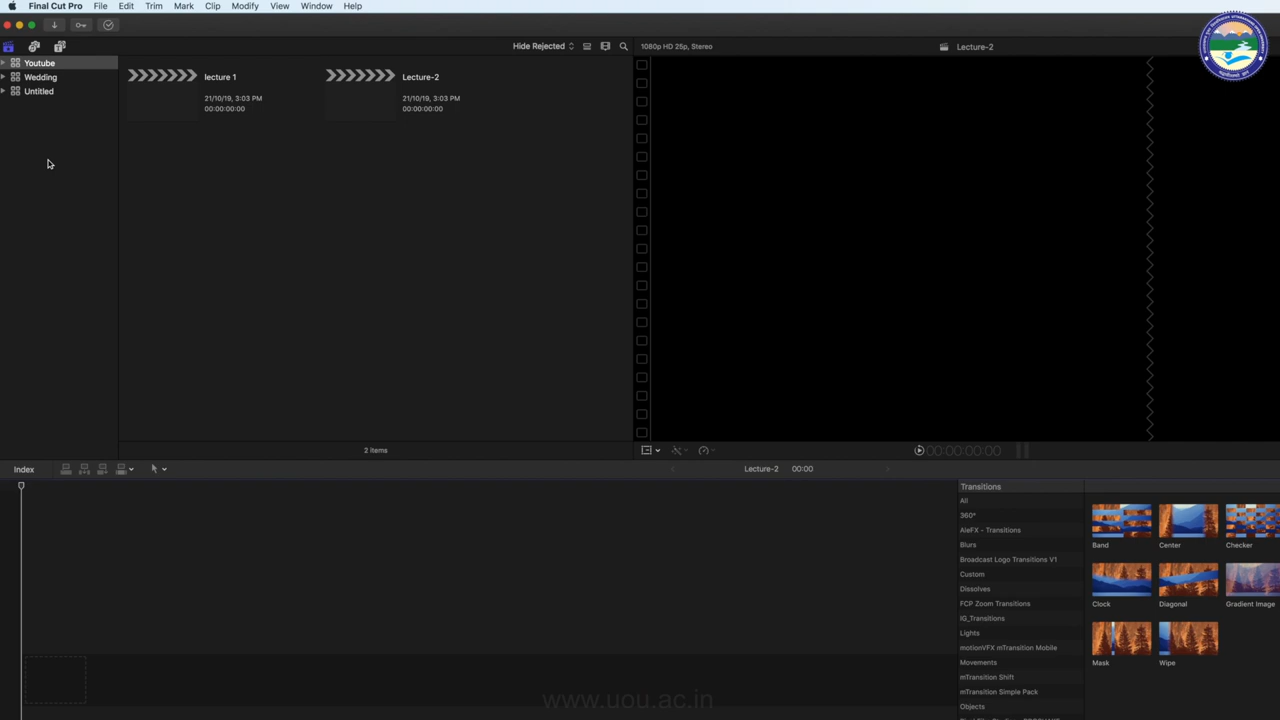 Final Cut Pro File Edit Trim Mark Clip Modify View Window Help
Hide Rejected
1080p HD 25p, Stereo
Lecture-2
Youtube
Wedding
Untitled
lecture 1
21/10/19, 3:03 PM
00:00:00:00
Lecture-2
21/10/19, 3:03 PM
00:00:00:00
2 items
00:00:00:00
Index
Lecture-2 00:00
Transitions
All
360°
AleFX - Transitions
Blurs
Broadcast Logo Transitions V1
Custom
Dissolves
FCP Zoom Transitions
IG_Transitions
Lights
motionVFX mTransition Mobile
Movements
mTransition Shift
mTransition Simple Pack
Objects
Band
Center
Checker
Clock
Diagonal
Gradient Image
Mask
Wipe
www.uou.ac.in